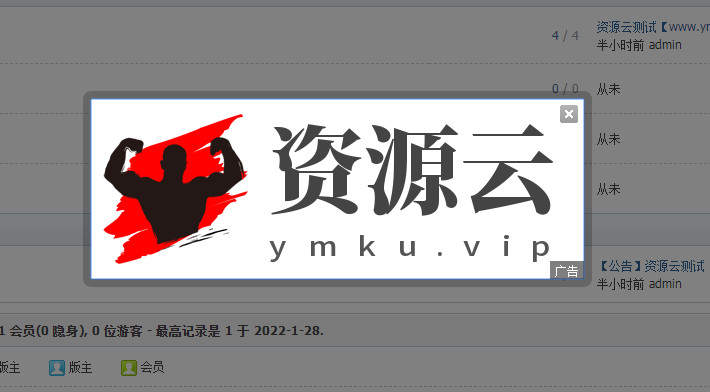 4 / 4
资源云测试【www.ym
半小时前 admin
0 / 0
从未
从未
从未
资源云
ymku.vip
广告
【公告】资源云测试
半小时前 admin
1 会员(0 隐身), 0 位游客 - 最高记录是 1 于 2022-1-28.
版主
版主
会员